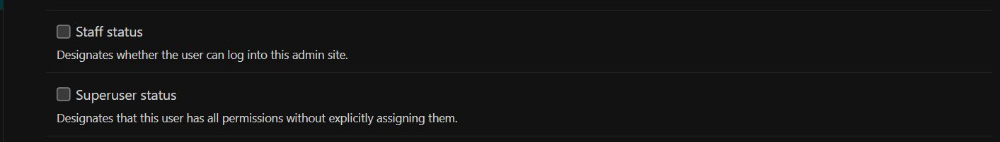 Staff status
Designates whether the user can log into this admin site.
Superuser status
Designates that this user has all permissions without explicitly assigning them.